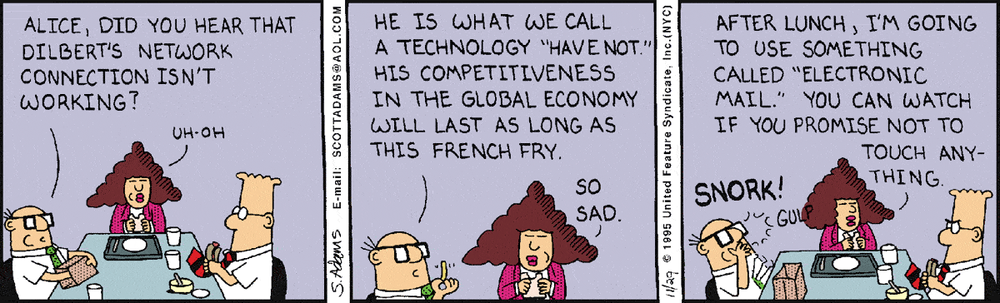 ALICE, DID YOU HEAR THAT
DILBERT'S NETWORK
CONNECTION ISN'T
WORKING?
UH-OH
S.Adams E-mail: SCOTTADAMS@AOL.COM
HE IS WHAT WE CALL
A TECHNOLOGY "HAVE NOT."
HIS COMPETITIVENESS
IN THE GLOBAL ECONOMY
WILL LAST AS LONG AS
THIS FRENCH FRY.
SO
SAD.
11/29 © 1995 United Feature Syndicate, Inc.(NYC)
AFTER LUNCH, I'M GOING
TO USE SOMETHING
CALLED "ELECTRONIC
MAIL." YOU CAN WATCH
IF YOU PROMISE NOT TO
TOUCH ANY-
THING.
SNORK!
GULP